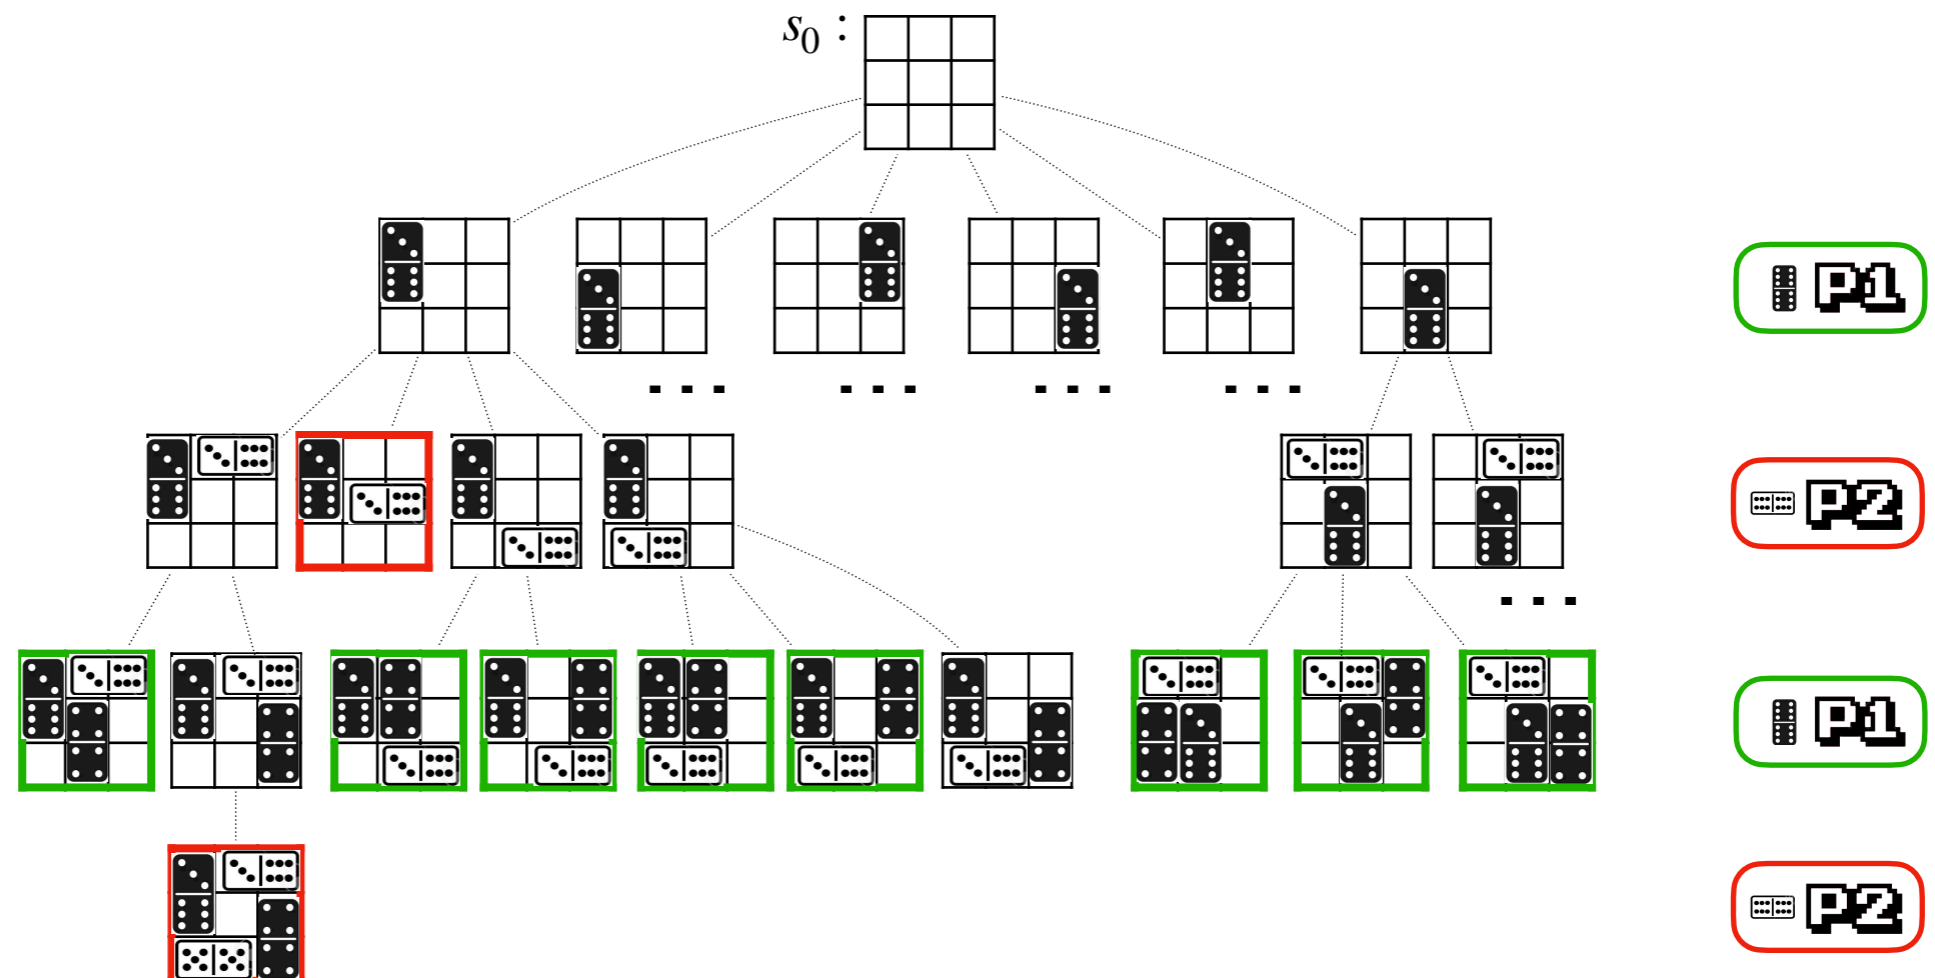 s₀ :
P1
. . .
. . .
. . .
. . .
P2
. . .
P1
P2